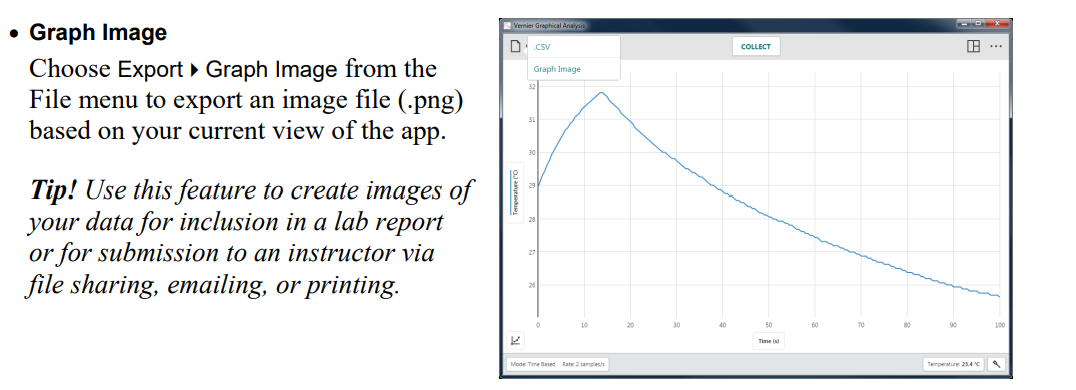 • Graph Image
Choose Export ▸ Graph Image from the
File menu to export an image file (.png)
based on your current view of the app.
Tip! Use this feature to create images of
your data for inclusion in a lab report
or for submission to an instructor via
file sharing, emailing, or printing.
Vernier Graphical Analysis
.CSV
COLLECT
Graph Image
32
31
30
29
28
27
26
Temperature (°C)
0 10 20 30 40 50 60 70 80 90 100
Time (s)
Mode: Time Based Rate: 2 samples/s
Temperature: 23.4 °C